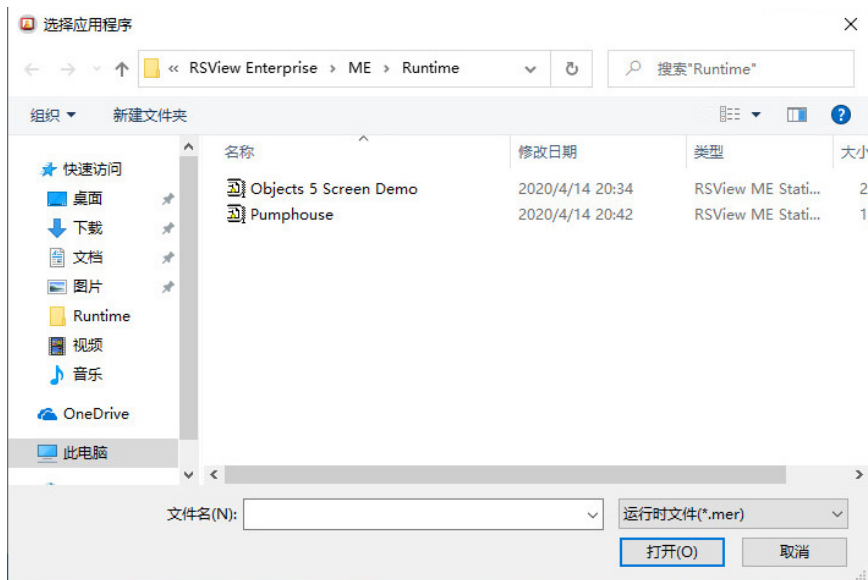 选择应用程序
« RSView Enterprise › ME › Runtime
搜索"Runtime"
组织
新建文件夹
名称 修改日期 类型 大小
Objects 5 Screen Demo 2020/4/14 20:34 RSView ME Stati... 2
Pumphouse 2020/4/14 20:42 RSView ME Stati... 1
快速访问
桌面
下载
文档
图片
Runtime
视频
音乐
OneDrive
此电脑
文件名(N):
运行时文件(*.mer)
打开(O)
取消